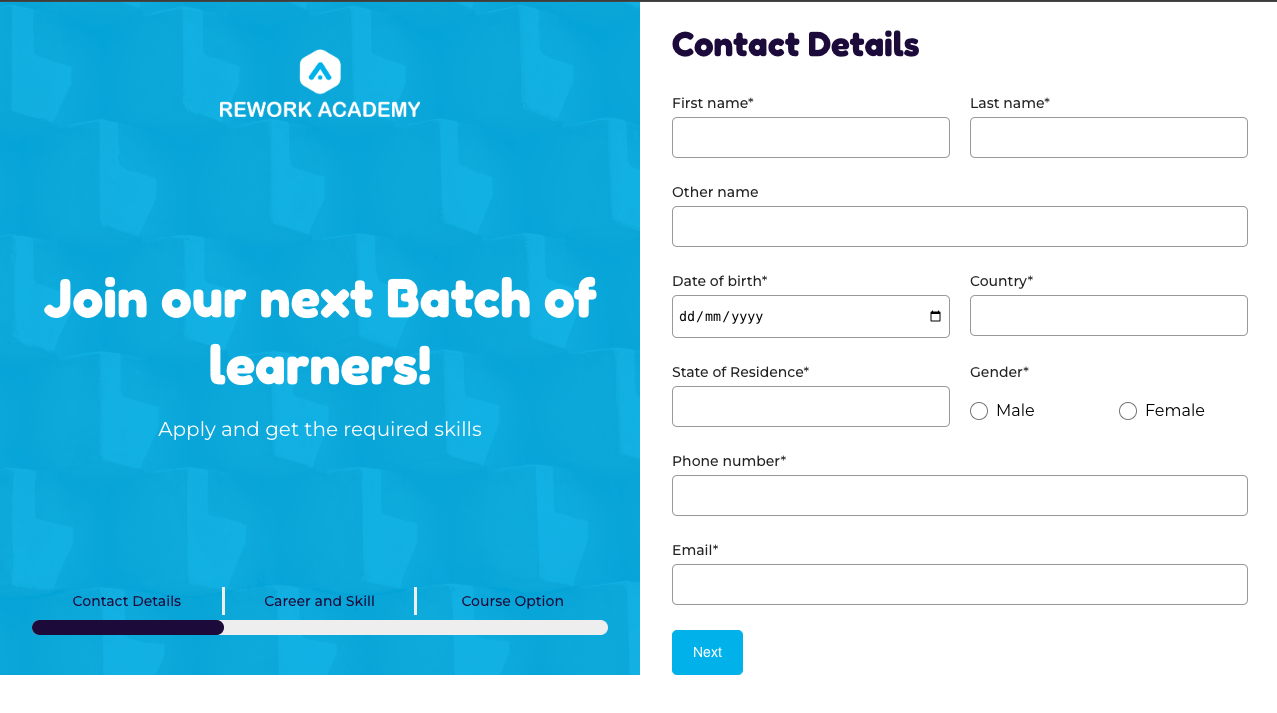 REWORK ACADEMY
Join our next Batch of
learners!
Apply and get the required skills
Contact Details
Career and Skill
Course Option
Contact Details
First name*
Last name*
Other name
Date of birth*
Country*
dd/mm/yyyy
State of Residence*
Gender*
Male
Female
Phone number*
Email*
Next